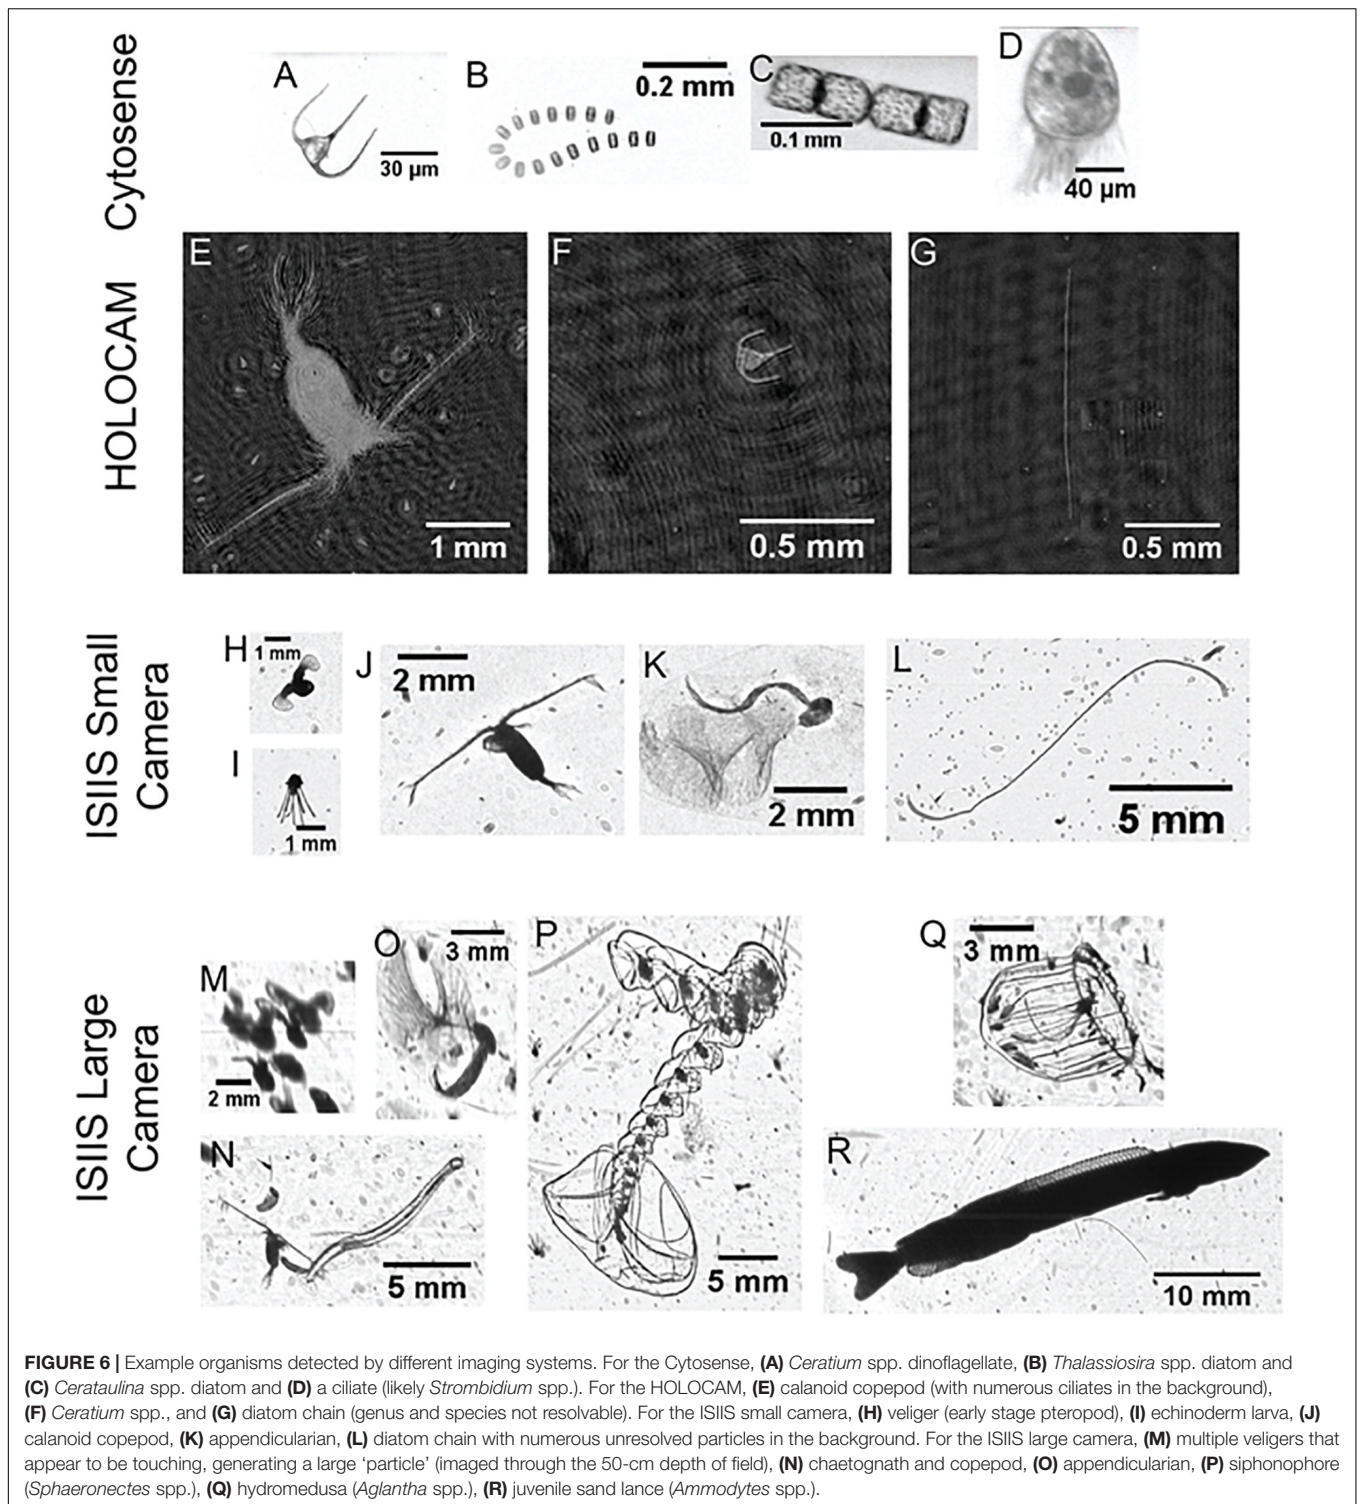 Cytosense
A
30 µm
B
0.2 mm
C
0.1 mm
D
40 µm
HOLOCAM
E
1 mm
F
0.5 mm
G
0.5 mm
ISIIS Small
Camera
H
1 mm
I
1 mm
J
2 mm
K
2 mm
L
5 mm
ISIIS Large
Camera
M
2 mm
N
5 mm
O
3 mm
P
5 mm
Q
3 mm
R
10 mm
FIGURE 6 | Example organisms detected by different imaging systems. For the Cytosense, (A) Ceratium spp. dinoflagellate, (B) Thalassiosira spp. diatom and
(C) Cerataulina spp. diatom and (D) a ciliate (likely Strombidium spp.). For the HOLOCAM, (E) calanoid copepod (with numerous ciliates in the background),
(F) Ceratium spp., and (G) diatom chain (genus and species not resolvable). For the ISIIS small camera, (H) veliger (early stage pteropod), (I) echinoderm larva, (J)
calanoid copepod, (K) appendicularian, (L) diatom chain with numerous unresolved particles in the background. For the ISIIS large camera, (M) multiple veligers that
appear to be touching, generating a large ‘particle’ (imaged through the 50-cm depth of field), (N) chaetognath and copepod, (O) appendicularian, (P) siphonophore
(Sphaeronectes spp.), (Q) hydromedusa (Aglantha spp.), (R) juvenile sand lance (Ammodytes spp.).